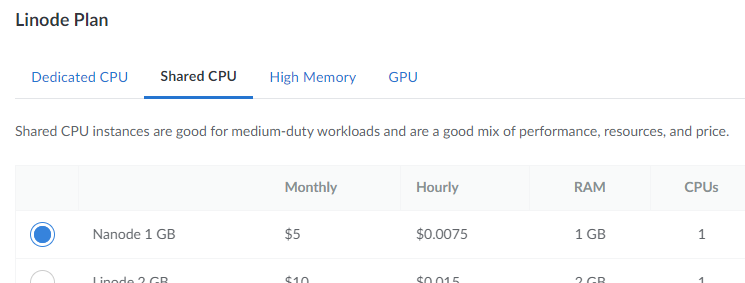 Linode Plan
Dedicated CPU Shared CPU High Memory GPU
Shared CPU instances are good for medium-duty workloads and are a good mix of performance, resources, and price.
Monthly Hourly RAM CPUs
Nanode 1 GB $5 $0.0075 1 GB 1
Linode 2 GB $10 $0.015 2 GB 1